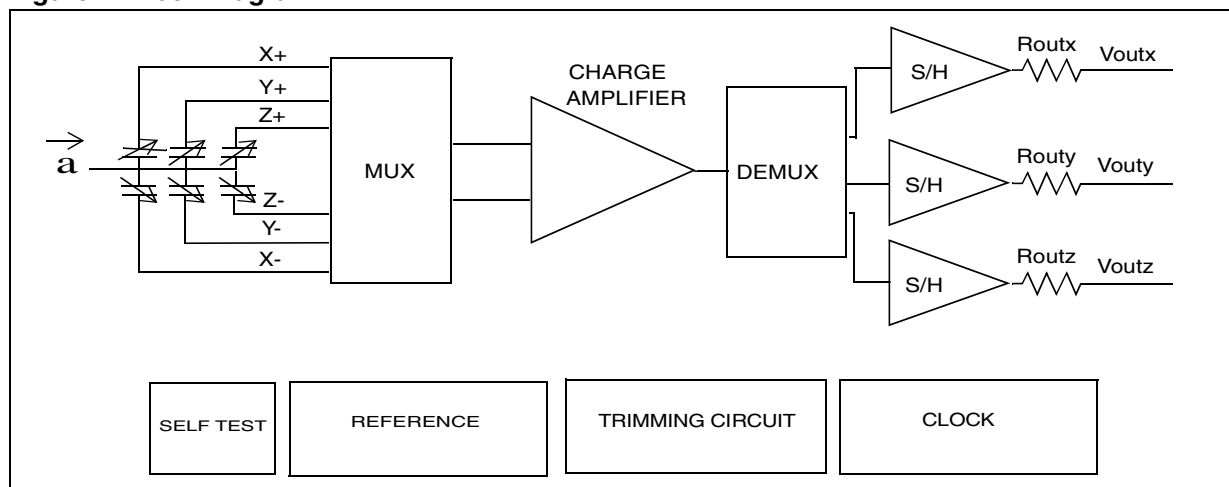 X+
Y+
Z+
a
Z-
Y-
X-
MUX
CHARGE
AMPLIFIER
DEMUX
S/H
Routx
Voutx
S/H
Routy
Vouty
S/H
Routz
Voutz
SELF TEST
REFERENCE
TRIMMING CIRCUIT
CLOCK